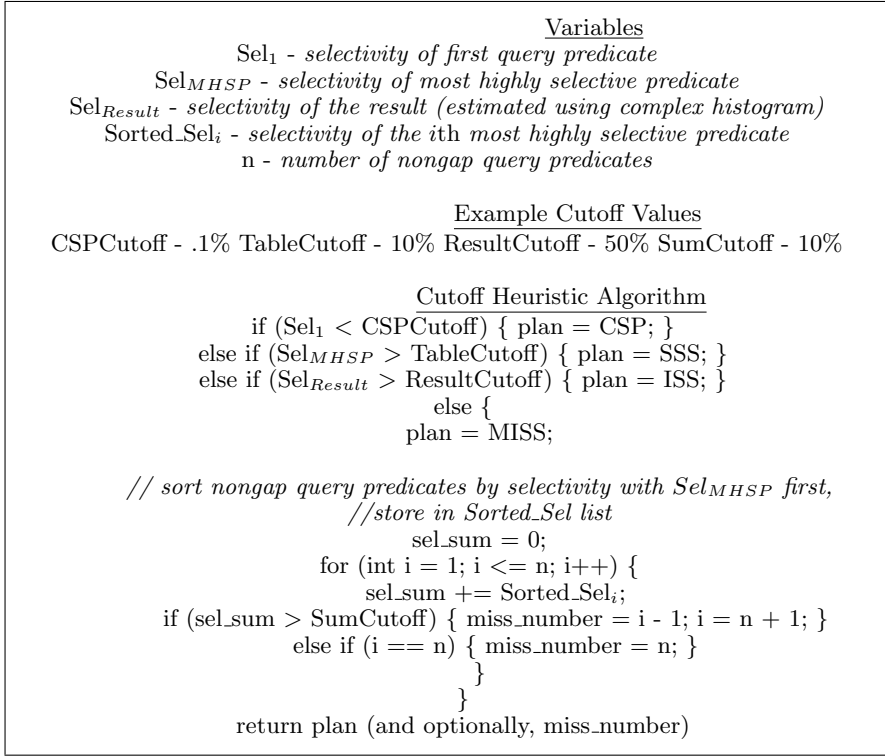 Variables
Sel1 - selectivity of first query predicate
SelMHSP - selectivity of most highly selective predicate
SelResult - selectivity of the result (estimated using complex histogram)
Sorted_Seli - selectivity of the ith most highly selective predicate
n - number of nongap query predicates
Example Cutoff Values
CSPCutoff - .1% TableCutoff - 10% ResultCutoff - 50% SumCutoff - 10%
Cutoff Heuristic Algorithm
if (Sel1 < CSPCutoff) { plan = CSP; }
else if (SelMHSP > TableCutoff) { plan = SSS; }
else if (SelResult > ResultCutoff) { plan = ISS; }
else {
plan = MISS;
// sort nongap query predicates by selectivity with SelMHSP first,
//store in Sorted_Sel list
sel_sum = 0;
for (int i = 1; i <= n; i++) {
sel_sum += Sorted_Seli;
if (sel_sum > SumCutoff) { miss_number = i - 1; i = n + 1; }
else if (i == n) { miss_number = n; }
}
}
return plan (and optionally, miss_number)